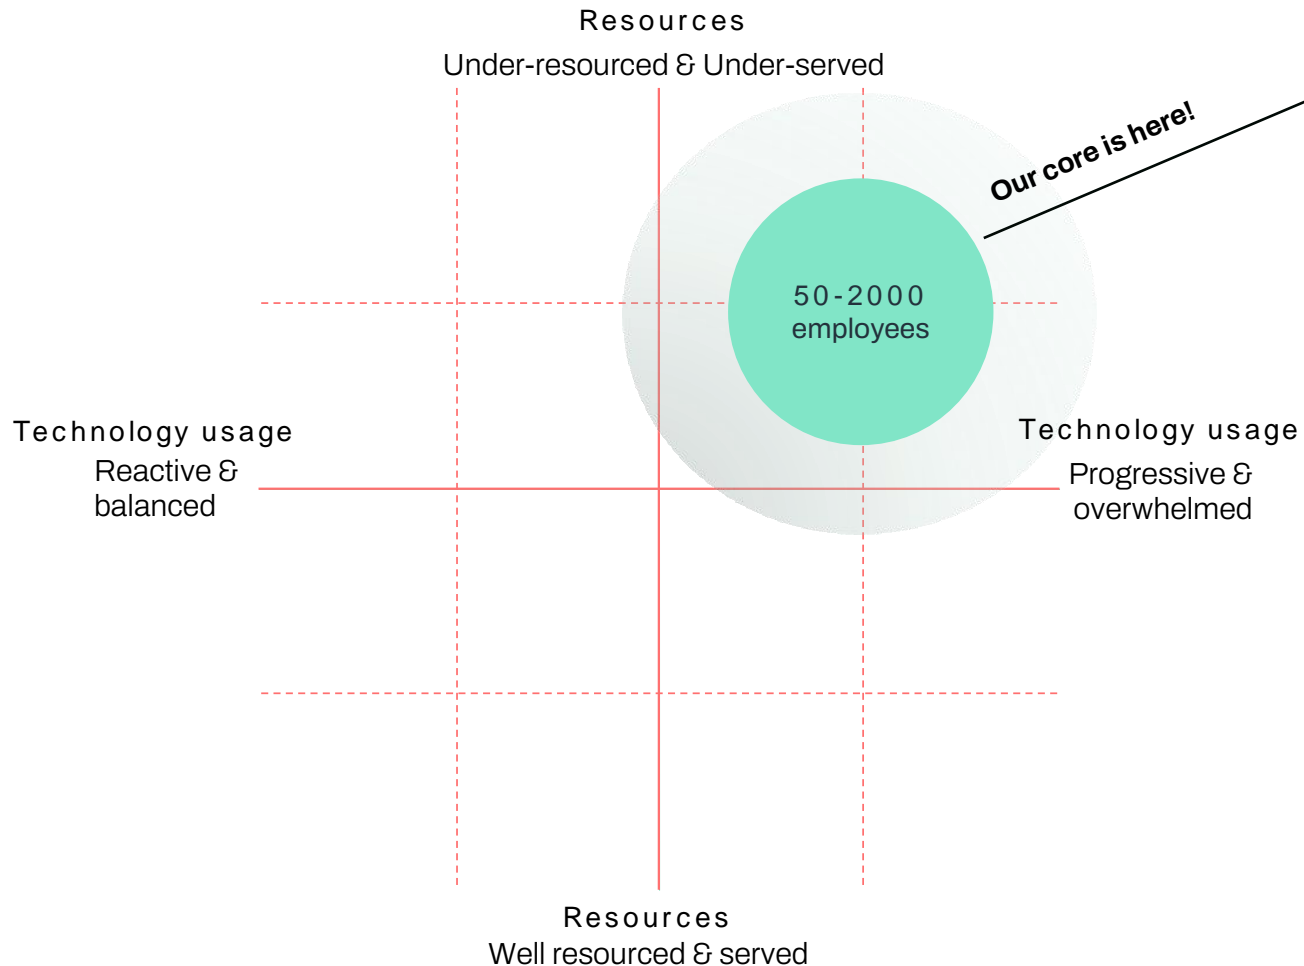 Resources
Under-resourced & Under-served
Our core is here!
50-2000
employees
Technology usage
Reactive &
balanced
Technology usage
Progressive &
overwhelmed
Resources
Well resourced & served